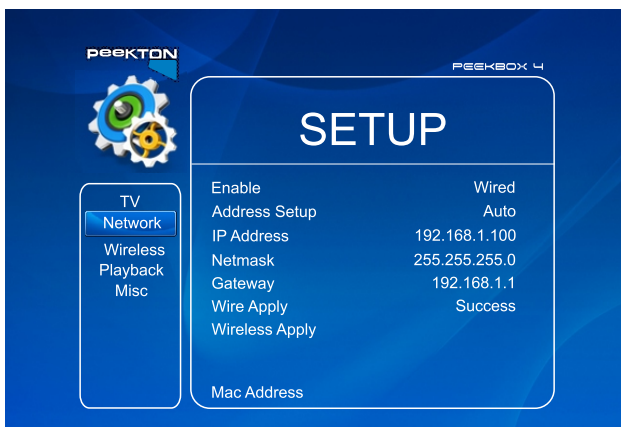 PEEKTON
PEEKBOX 4
SETUP
TV
Network
Wireless
Playback
Misc
Enable Wired
Address Setup Auto
IP Address 192.168.1.100
Netmask 255.255.255.0
Gateway 192.168.1.1
Wire Apply Success
Wireless Apply
Mac Address